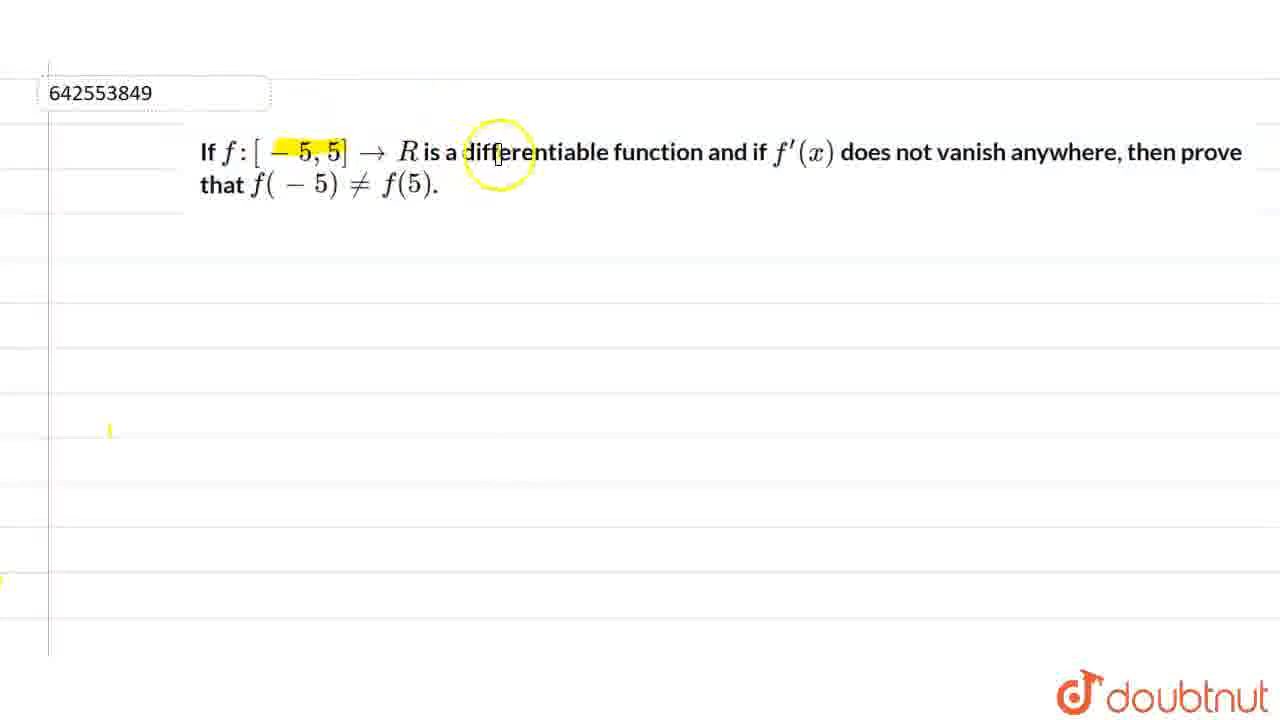 642553849
If f : [ − 5, 5] → R is a differentiable function and if f′(x) does not vanish anywhere, then prove
that f( − 5) ≠ f(5).
doubtnut